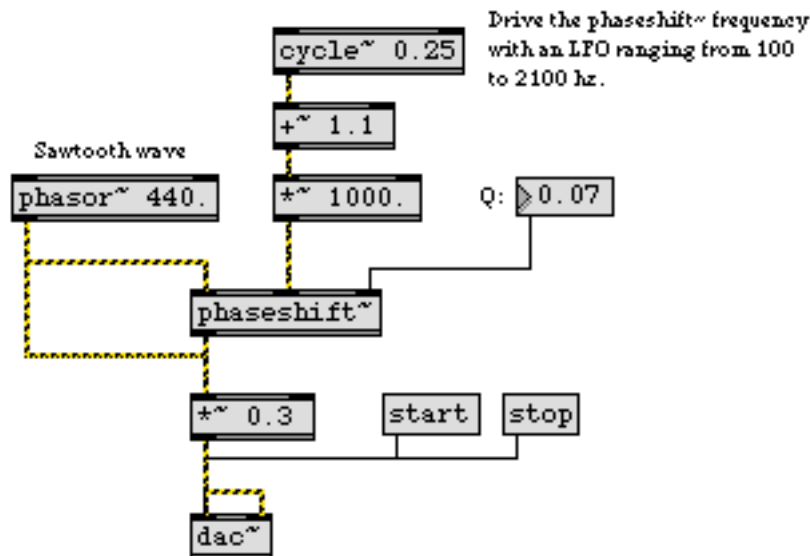 Drive the phaseshift~ frequency
with an LFO ranging from 100
to 2100 hz.
cycle~ 0.25
+~ 1.1
Sawtooth wave
phasor~ 440.
*~ 1000.
Q: 0.07
phaseshift~
*~ 0.3
start
stop
dac~